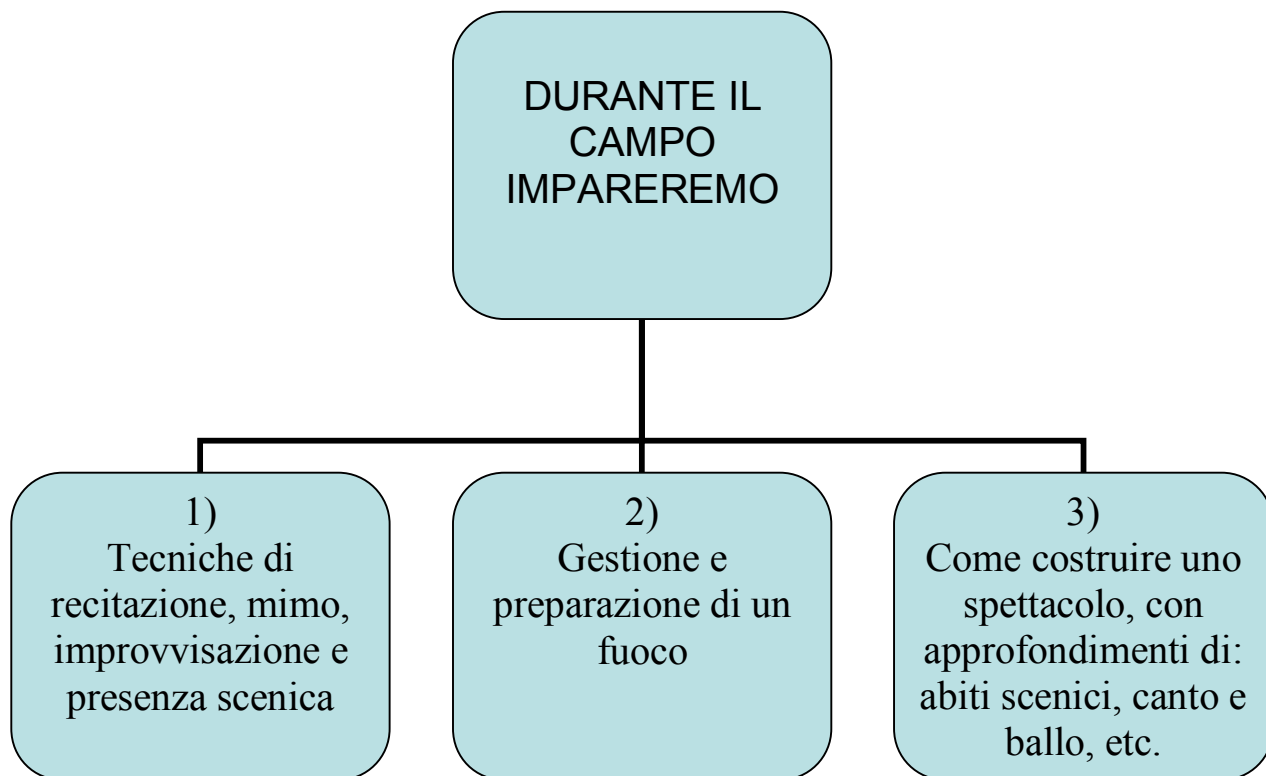 DURANTE IL
CAMPO
IMPAREREMO
1)
Tecniche di
recitazione, mimo,
improvvisazione e
presenza scenica
2)
Gestione e
preparazione di un
fuoco
3)
Come costruire uno
spettacolo, con
approfondimenti di:
abiti scenici, canto e
ballo, etc.